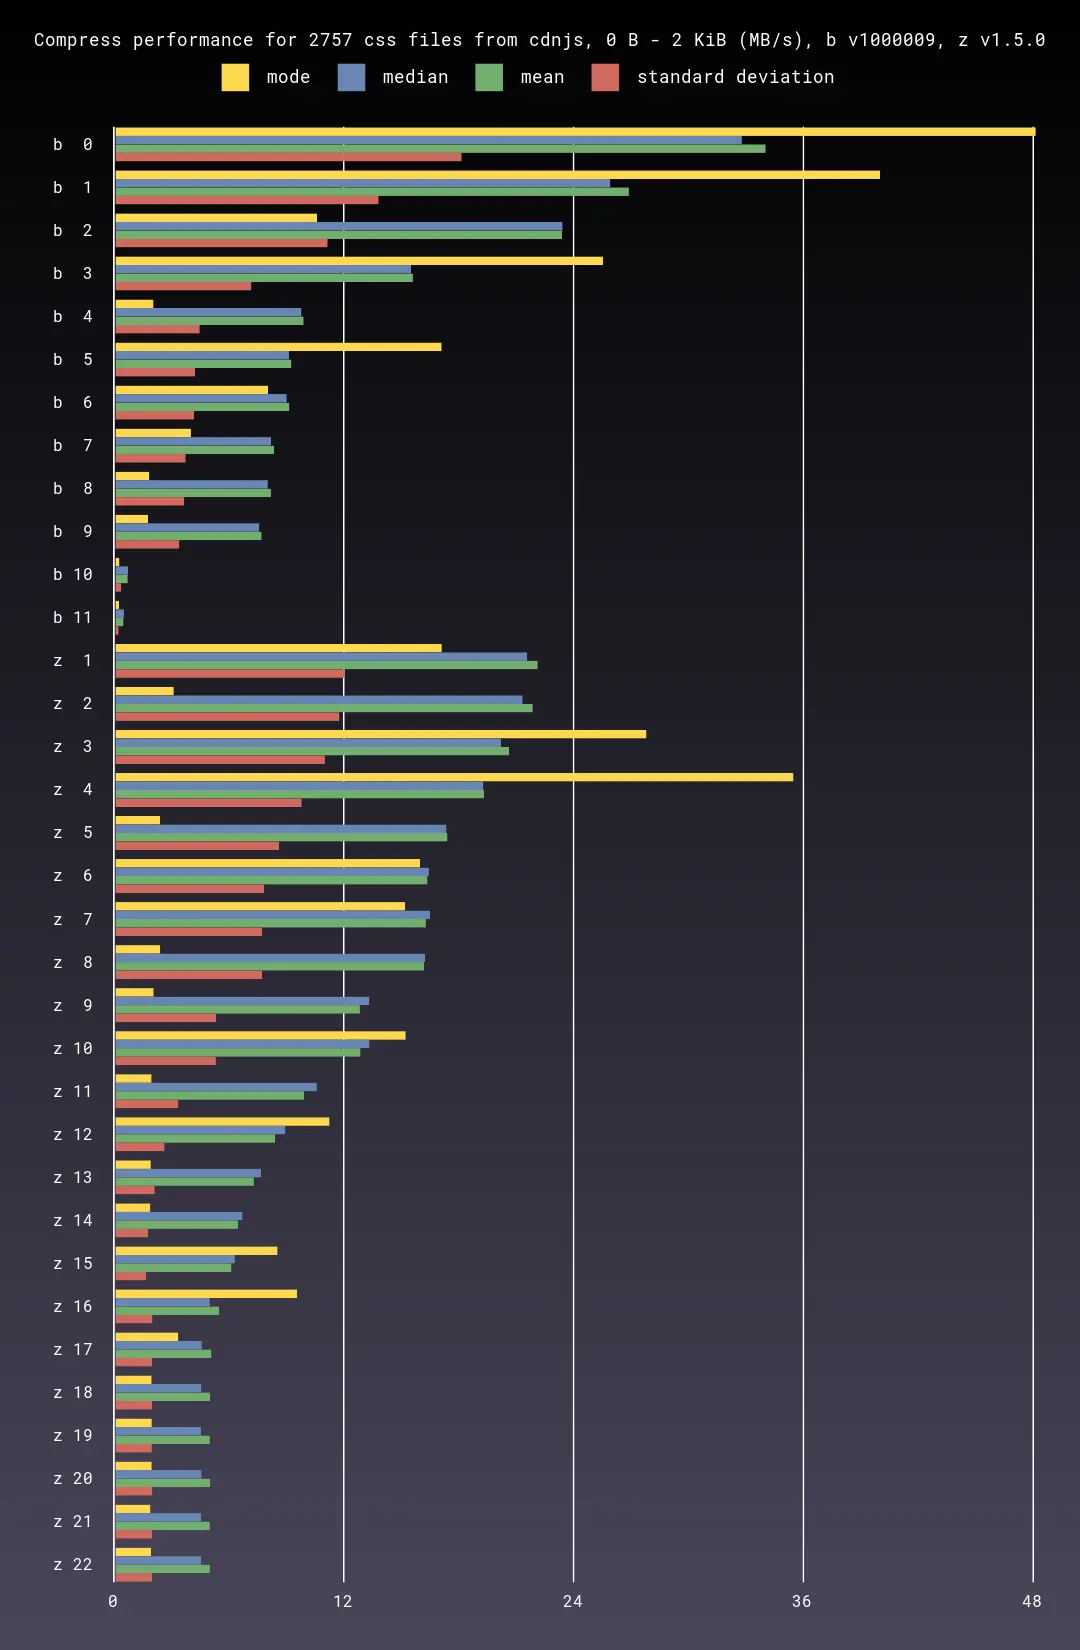 Compress performance for 2757 css files from cdnjs, 0 B - 2 KiB (MB/s), b v1000009, z v1.5.0
mode median mean standard deviation
b 0
b 1
b 2
b 3
b 4
b 5
b 6
b 7
b 8
b 9
b 10
b 11
z 1
z 2
z 3
z 4
z 5
z 6
z 7
z 8
z 9
z 10
z 11
z 12
z 13
z 14
z 15
z 16
z 17
z 18
z 19
z 20
z 21
z 22
0 12 24 36 48